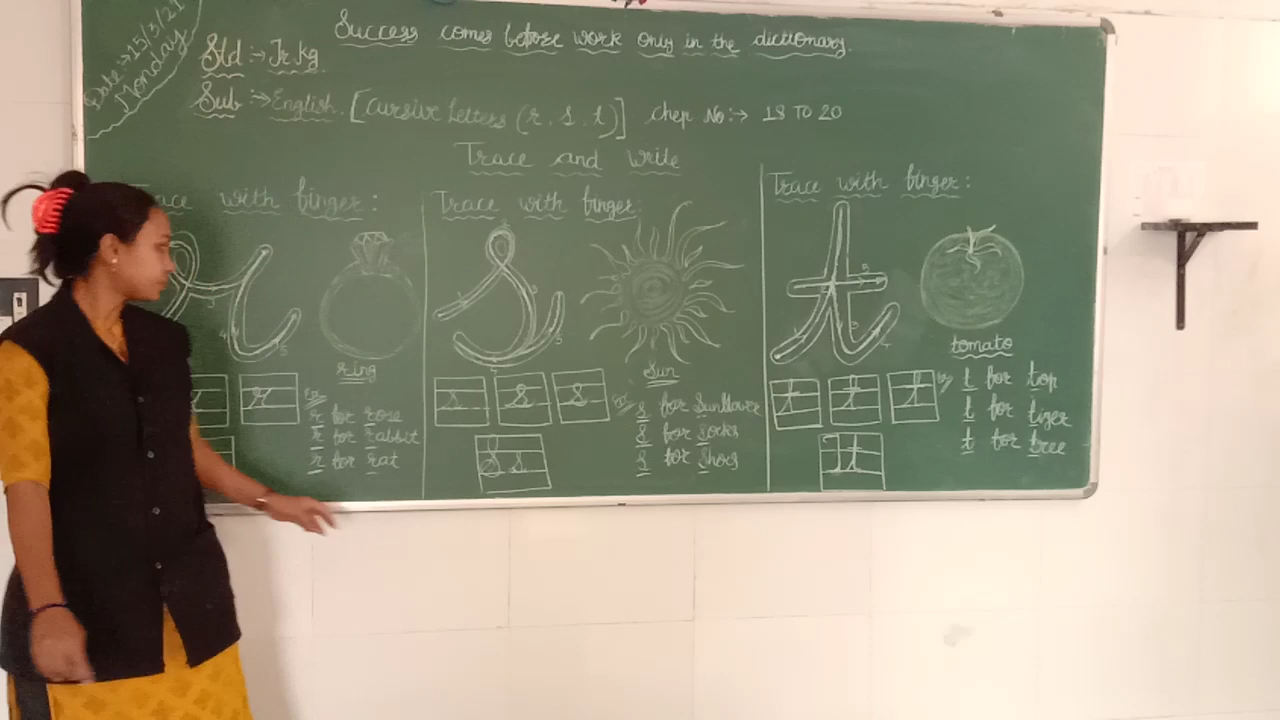 Date :- 15/3/21
Monday
Success comes before work only in the dictionary.
Std :- Jr.kg
Sub :→ English. [cursive letters (r, s, t)] chep No :→ 18 TO 20
Trace and write
Trace with finger :
r
ring
r for rose
r for rabbit
r for rat
Trace with finger :
s
Sun
s s s
S s
s for Sunflower
s for Socks
s for Shoes
Trace with finger :
t
tomato
t t t
T t
t for top
t for tiger
t for tree